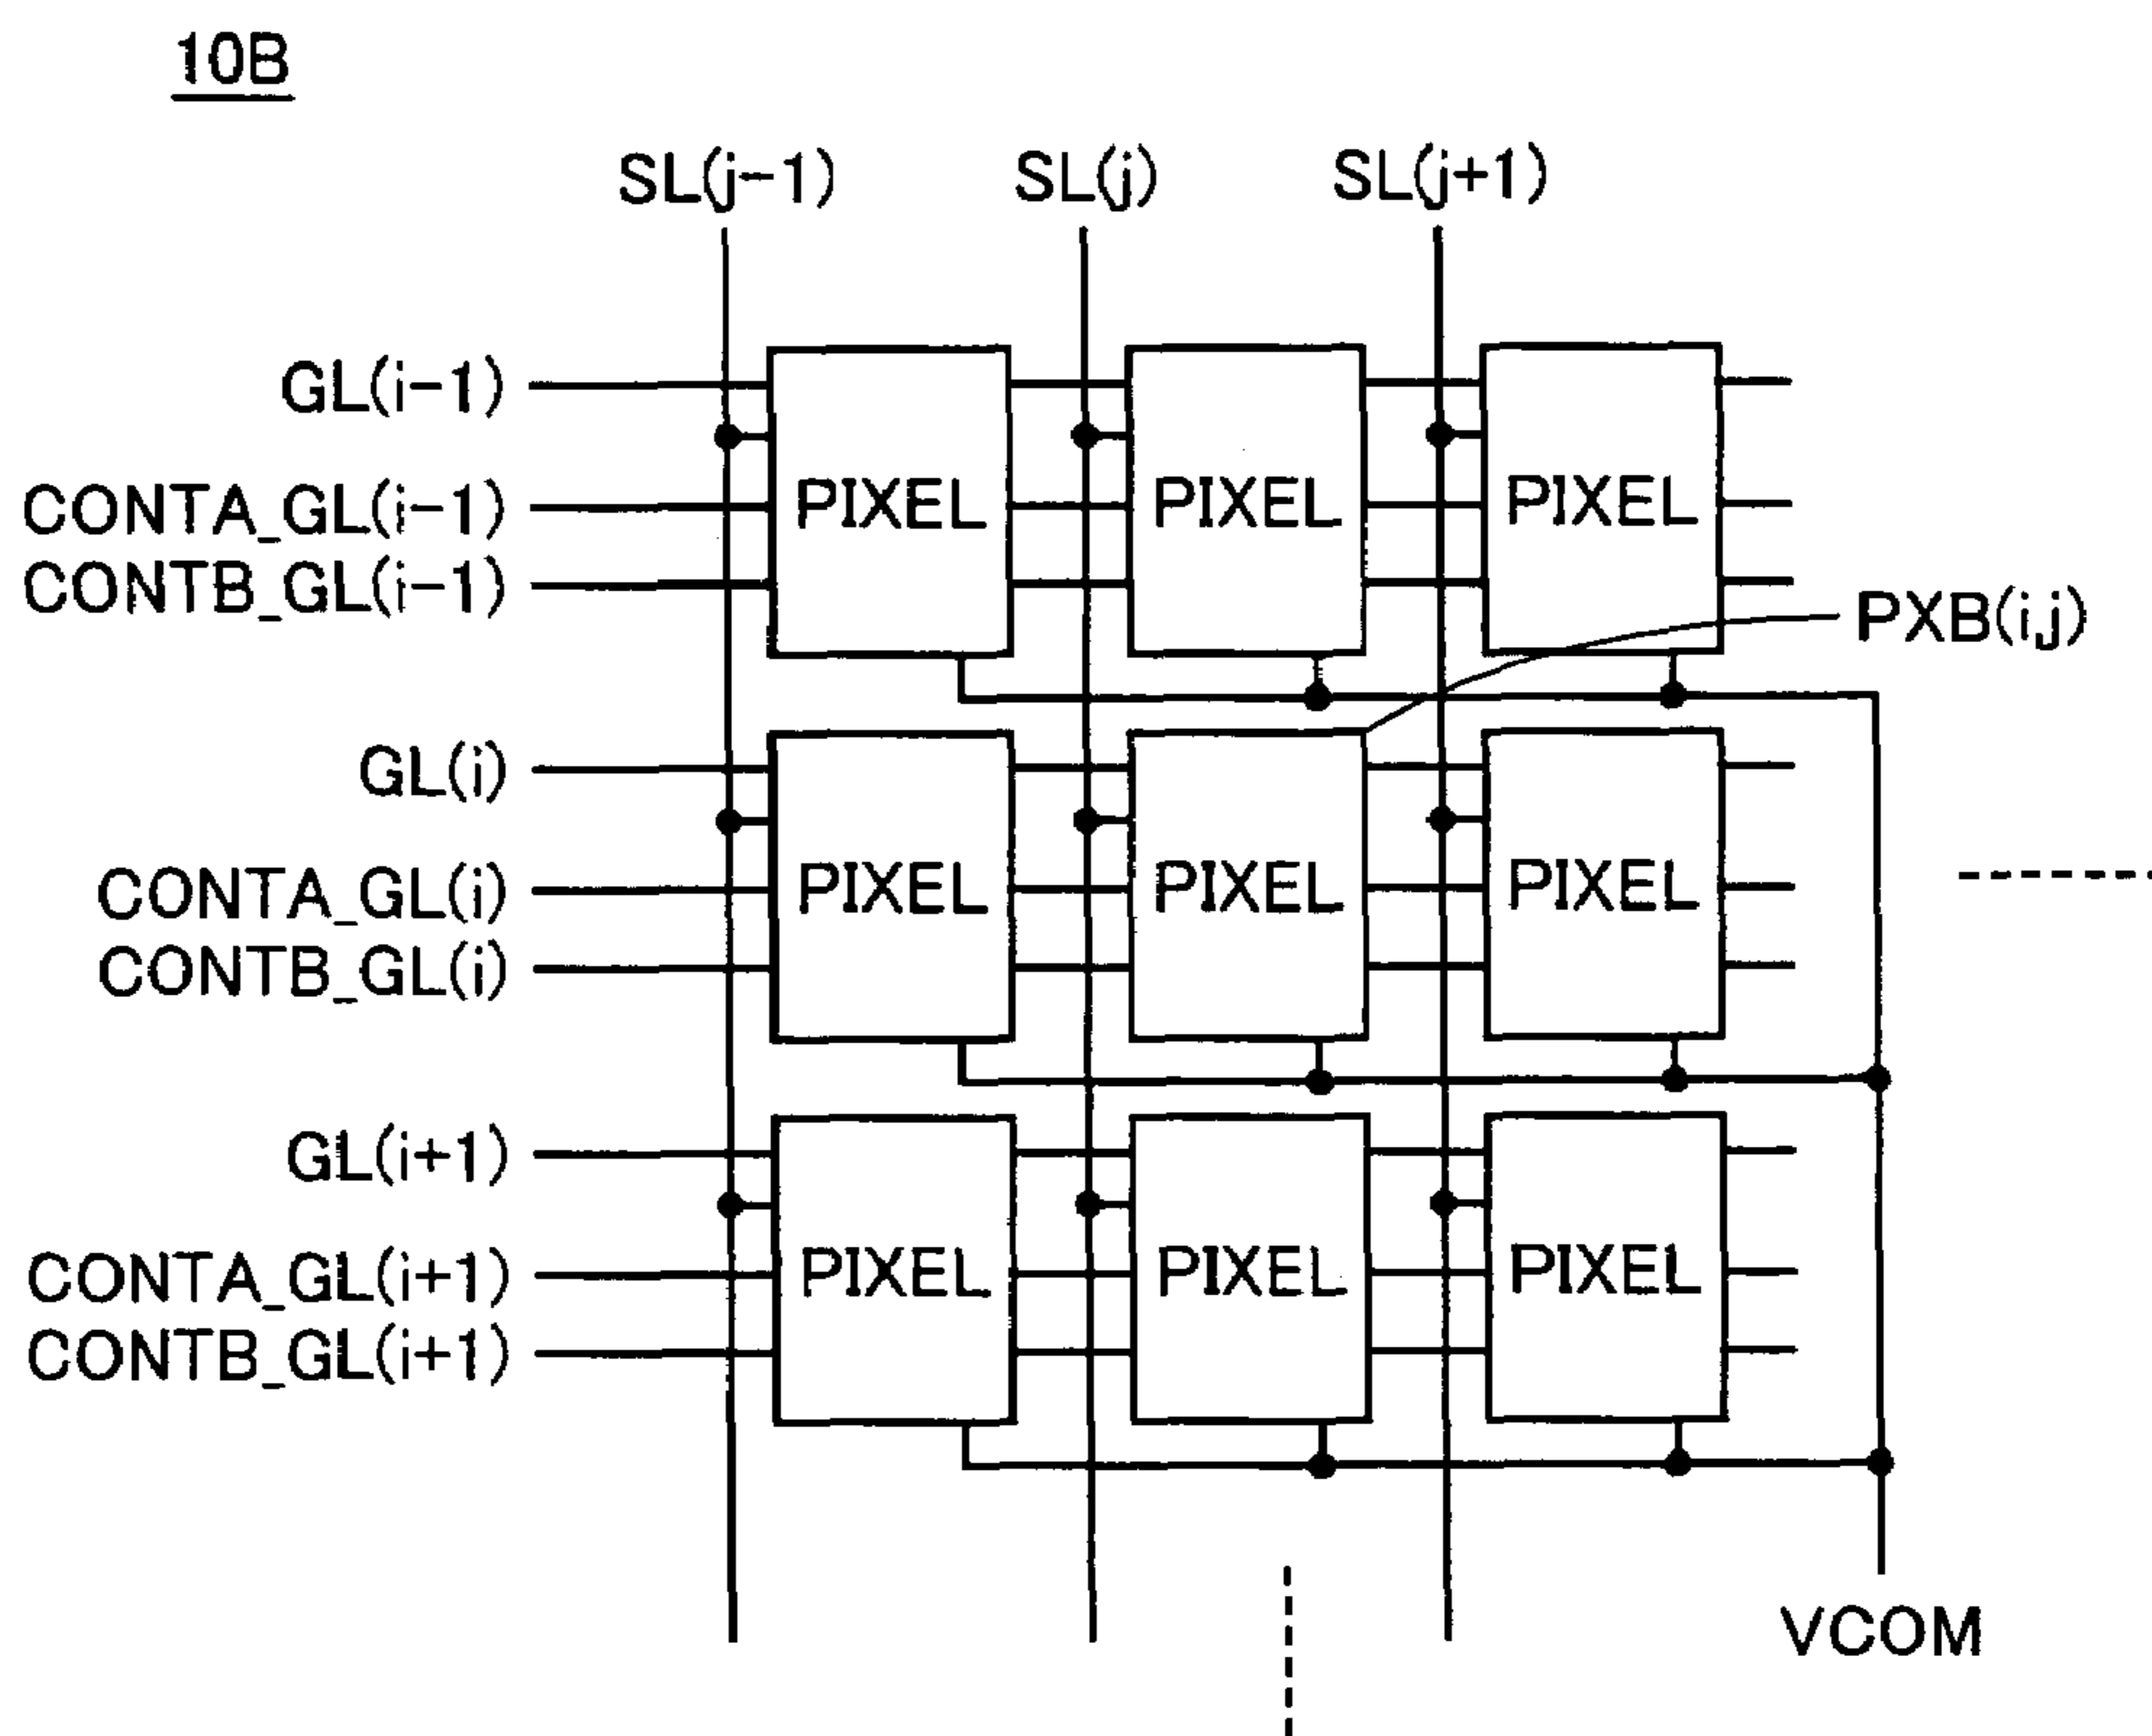 10B
SL(j-1) SL(j) SL(j+1)
GL(i-1)
CONTA_GL(i-1) PIXEL PIXEL PIXEL
CONTB_GL(i-1)
PXB(i,j)
GL(i)
CONTA_GL(i) PIXEL PIXEL PIXEL
CONTB_GL(i)
GL(i+1)
CONTA_GL(i+1) PIXEL PIXEL PIXEL
CONTB_GL(i+1)
VCOM